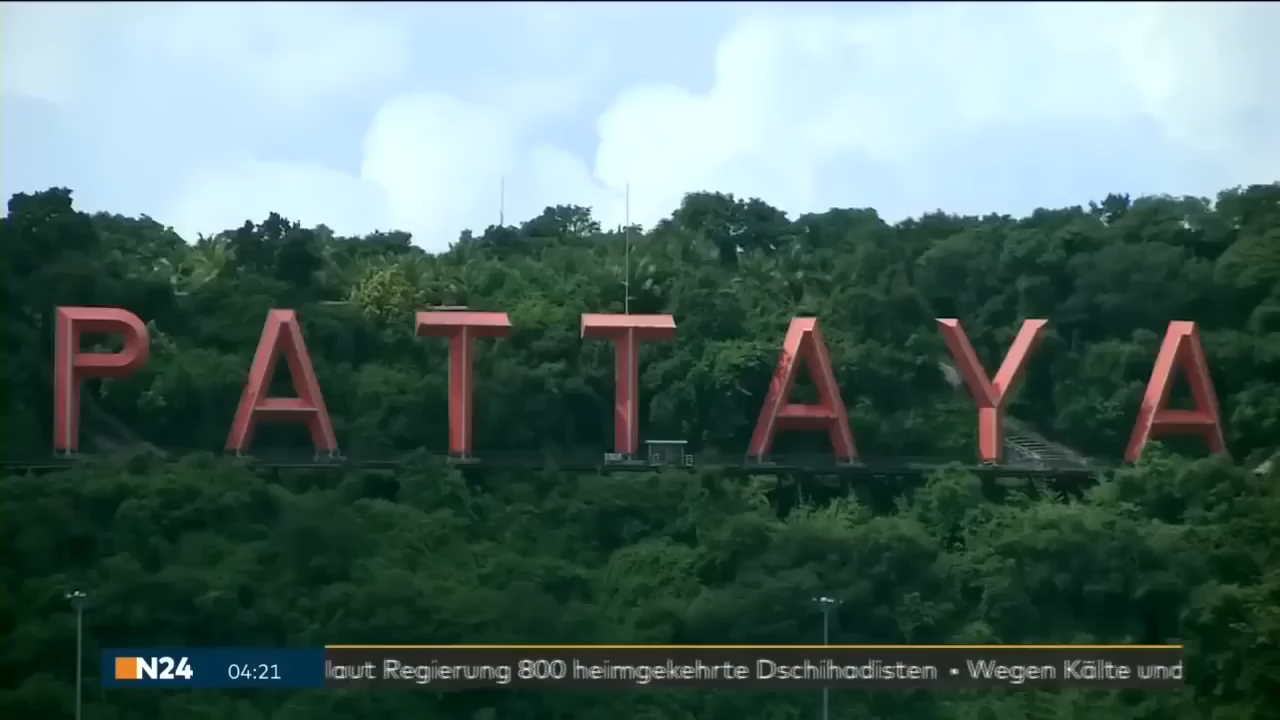 PATTAYA
N24 04:21 laut Regierung 800 heimgekehrte Dschihadisten - Wegen Kälte und